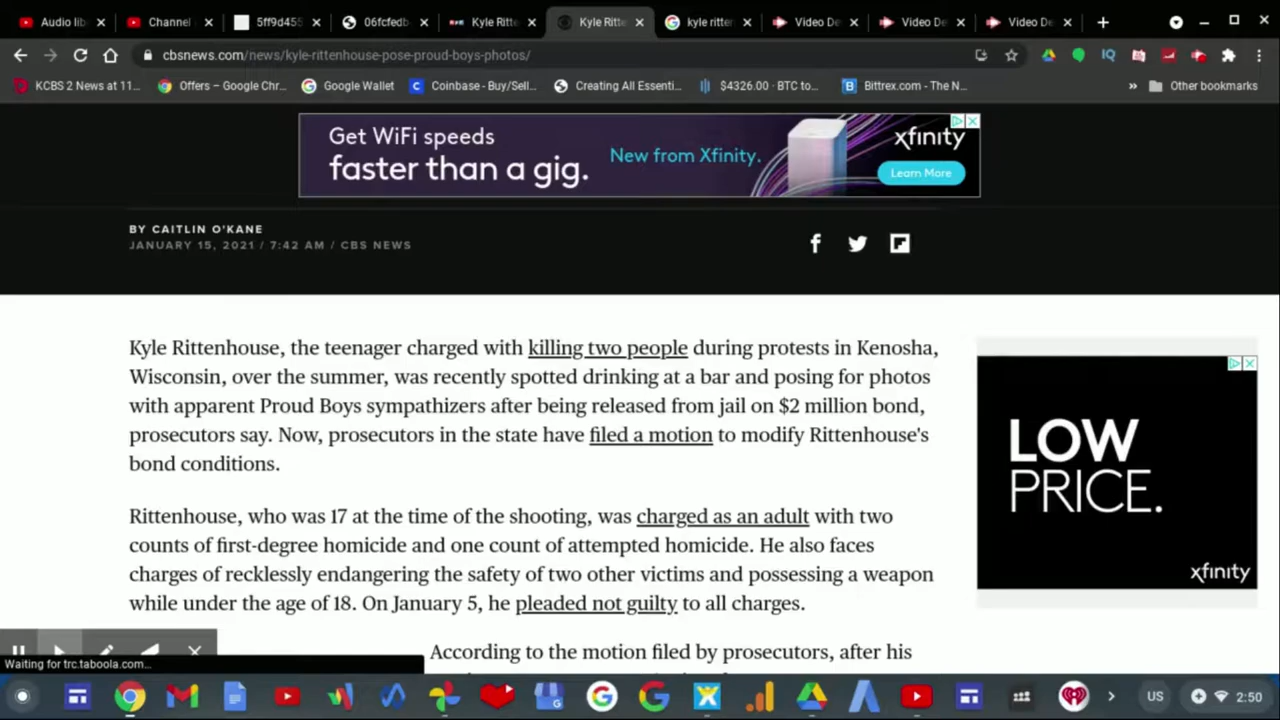 Audio lib
Channel
5ff9d455
06fcfedb
Kyle Ritte
Kyle Ritte
kyle ritter
Video De
Video De
Video De
cbsnews.com/news/kyle-rittenhouse-pose-proud-boys-photos/
KCBS 2 News at 11...
Offers – Google Chr...
Google Wallet
Coinbase - Buy/Sell...
Creating All Essenti...
$4326.00 · BTC to...
Bittrex.com - The N...
Other bookmarks
Get WiFi speeds
faster than a gig.
New from Xfinity.
xfinity
Learn More
BY CAITLIN O'KANE
JANUARY 15, 2021 / 7:42 AM / CBS NEWS
Kyle Rittenhouse, the teenager charged with killing two people during protests in Kenosha,
Wisconsin, over the summer, was recently spotted drinking at a bar and posing for photos
with apparent Proud Boys sympathizers after being released from jail on $2 million bond,
prosecutors say. Now, prosecutors in the state have filed a motion to modify Rittenhouse's
bond conditions.
LOW
PRICE.
xfinity
Rittenhouse, who was 17 at the time of the shooting, was charged as an adult with two
counts of first-degree homicide and one count of attempted homicide. He also faces
charges of recklessly endangering the safety of two other victims and possessing a weapon
while under the age of 18. On January 5, he pleaded not guilty to all charges.
According to the motion filed by prosecutors, after his
Waiting for trc.taboola.com...
US
2:50